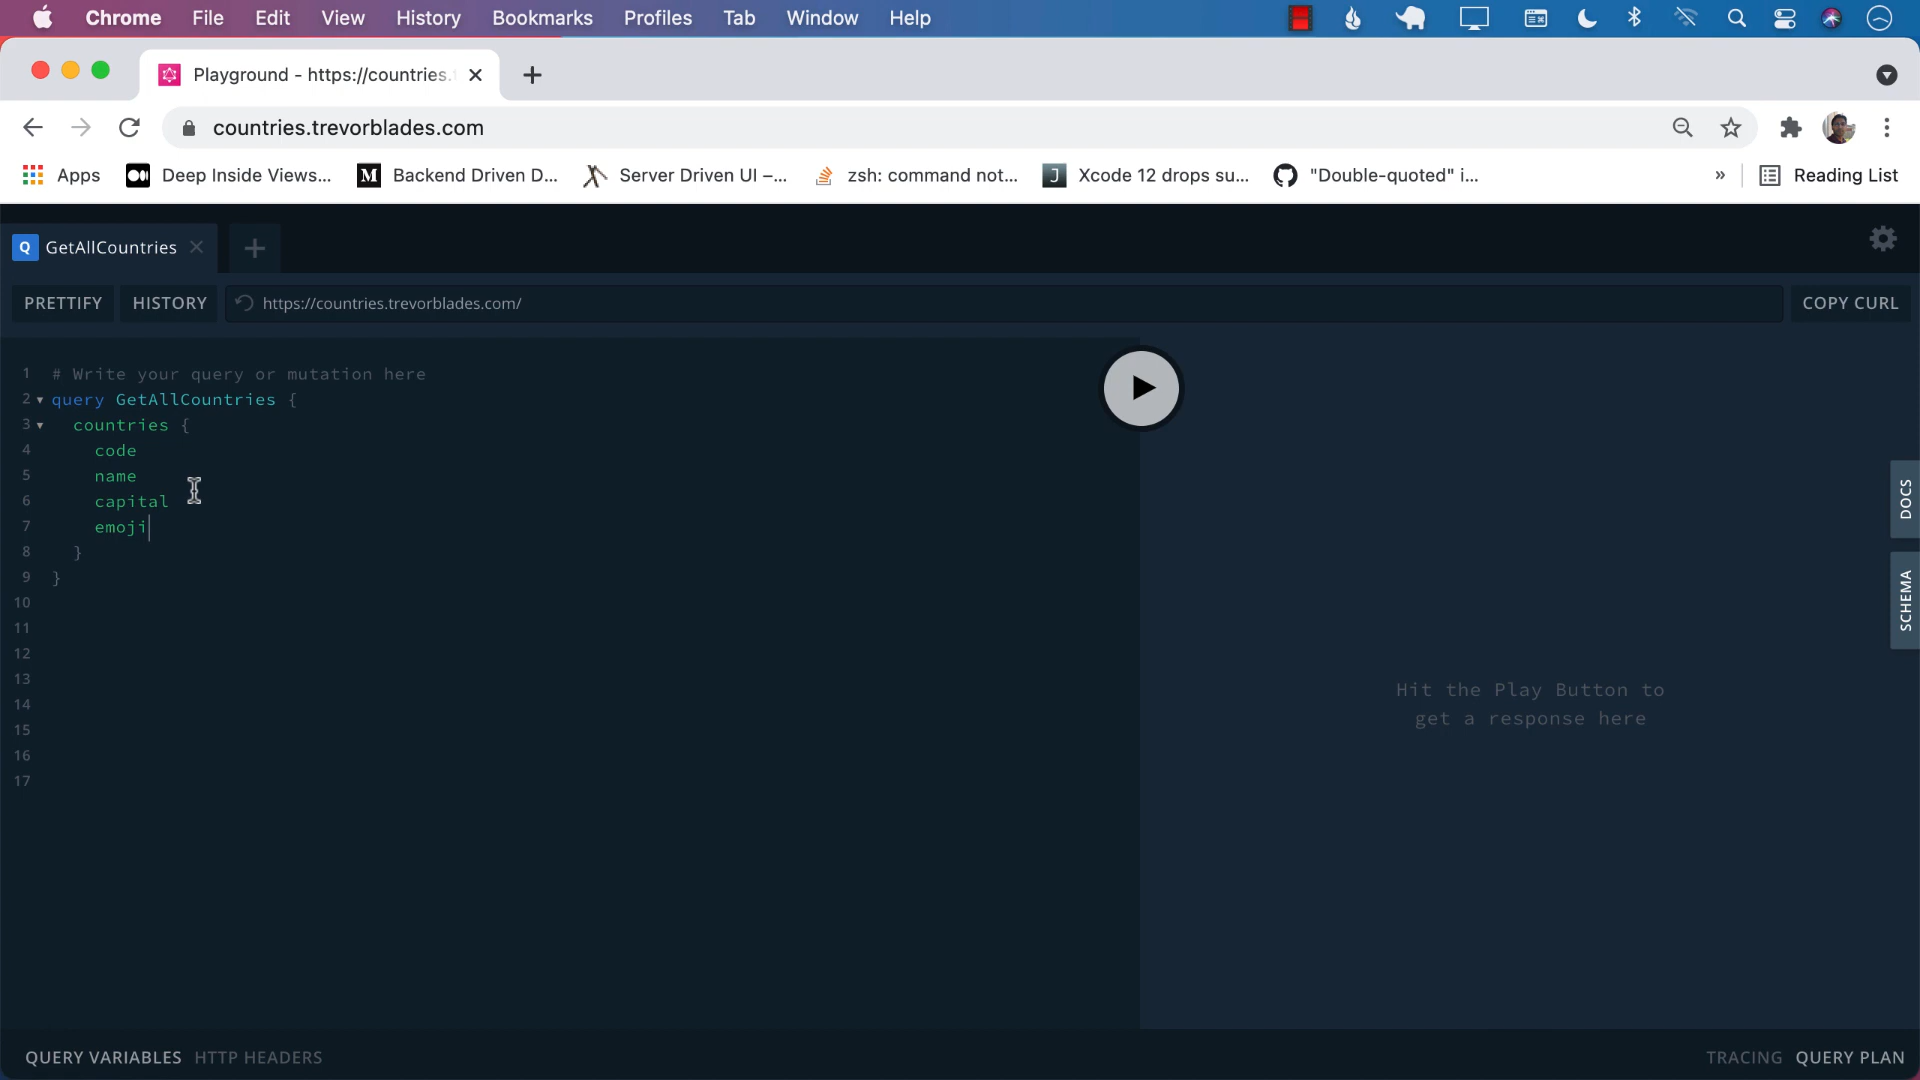 Chrome File Edit View History Bookmarks Profiles Tab Window Help
Playground - https://countries.
countries.trevorblades.com
Apps Deep Inside Views... Backend Driven D... Server Driven UI –... zsh: command not... Xcode 12 drops su... "Double-quoted" i... » Reading List
Q GetAllCountries
PRETTIFY HISTORY https://countries.trevorblades.com/ COPY CURL
1 # Write your query or mutation here
2 query GetAllCountries {
3 countries {
4 code
5 name
6 capital
7 emoji
8 }
9 }
10
11
12
13
14
15
16
17
Hit the Play Button to
get a response here
DOCS
SCHEMA
QUERY VARIABLES HTTP HEADERS TRACING QUERY PLAN